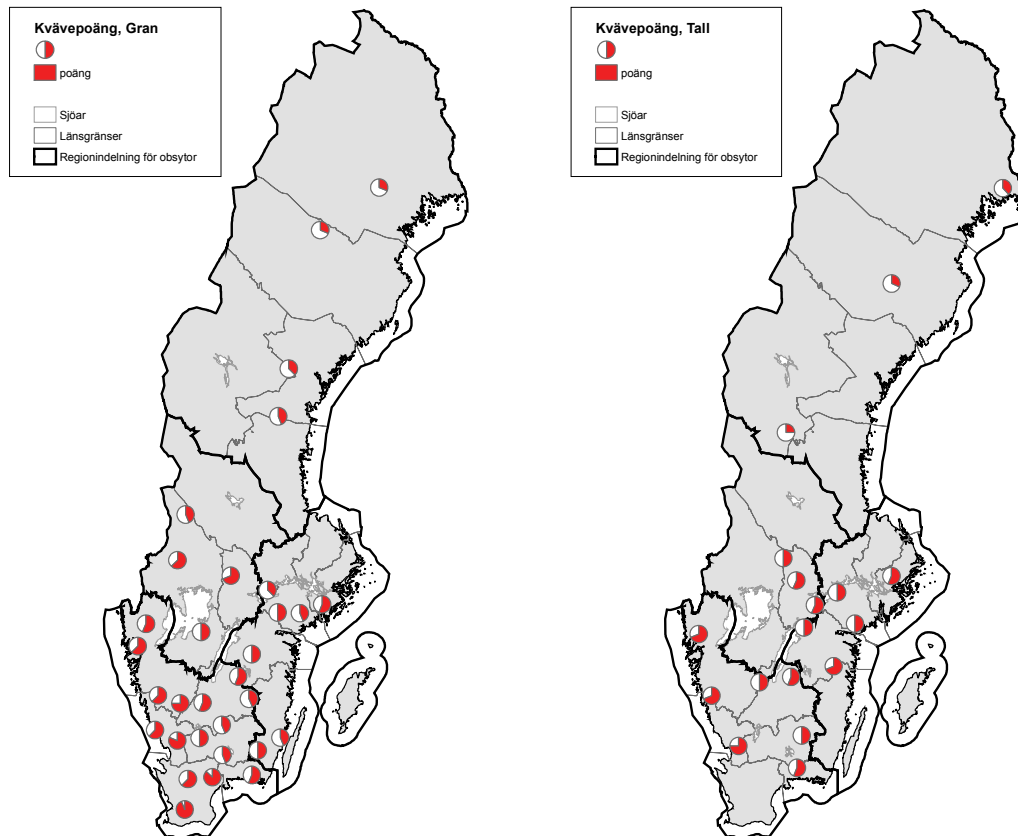 Kvävepoäng, Gran
poäng
Sjöar
Länsgränser
Regionindelning för obsytor
Kvävepoäng, Tall
poäng
Sjöar
Länsgränser
Regionindelning för obsytor